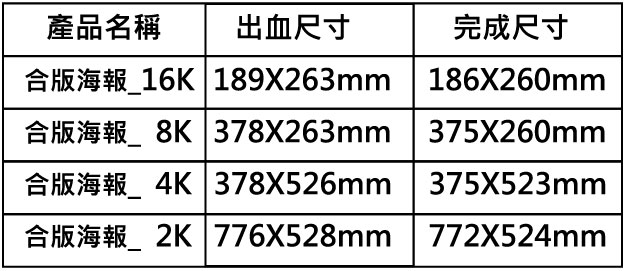 產品名稱 出血尺寸 完成尺寸
合版海報_16K 189X263mm 186X260mm
合版海報_ 8K 378X263mm 375X260mm
合版海報_ 4K 378X526mm 375X523mm
合版海報_ 2K 776X528mm 772X524mm